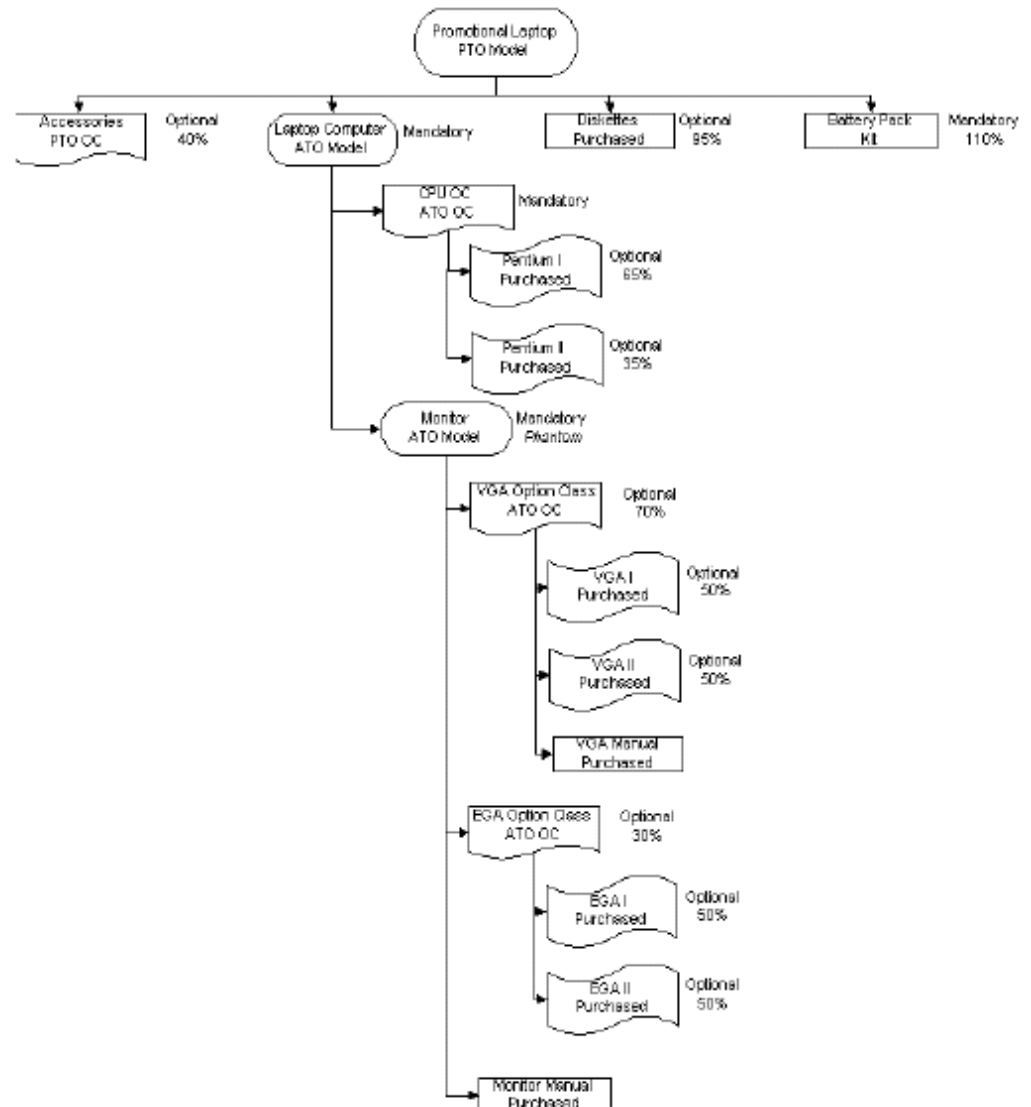 Promotional Laptop
PTO Model
Accessories
PTO OC
Optional
40%
Laptop Computer
ATO Model
Mandatory
Diskettes
Purchased
Optional
95%
Battery Pack
Kit
Mandatory
110%
CPU OC
ATO OC
Mandatory
Pentium I
Purchased
Optional
65%
Pentium II
Purchased
Optional
35%
Monitor
ATO Model
Mandatory
Phantom
VGA Option Class
ATO OC
Optional
70%
VGA I
Purchased
Optional
50%
VGA II
Purchased
Optional
50%
VGA Manual
Purchased
EGA Option Class
ATO OC
Optional
30%
EGA I
Purchased
Optional
50%
EGA II
Purchased
Optional
50%
Monitor Manual
Purchased